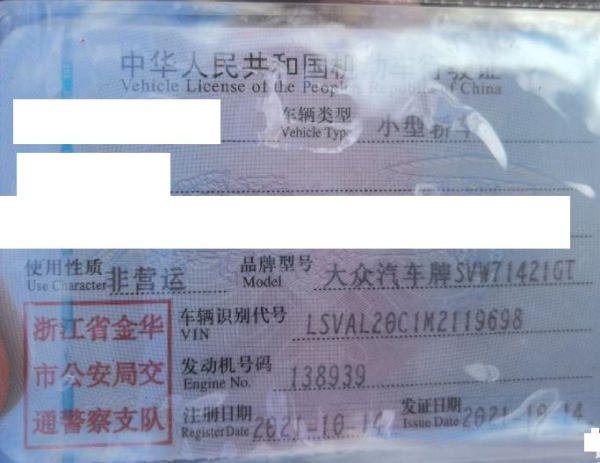 中华人民共和国机动车行驶证
Vehicle License of the People's Republic of China
车辆类型 小型轿车
Vehicle Type
使用性质 非营运 品牌型号 大众汽车牌SVW71421GT
Use Character Model
浙江省金华
市公安局交
通警察支队
车辆识别代号 LSVAL20C1M2119698
VIN
发动机号码 138939
Engine No.
注册日期 2021-10-14 发证日期 2021-10-14
Register Date Issue Date